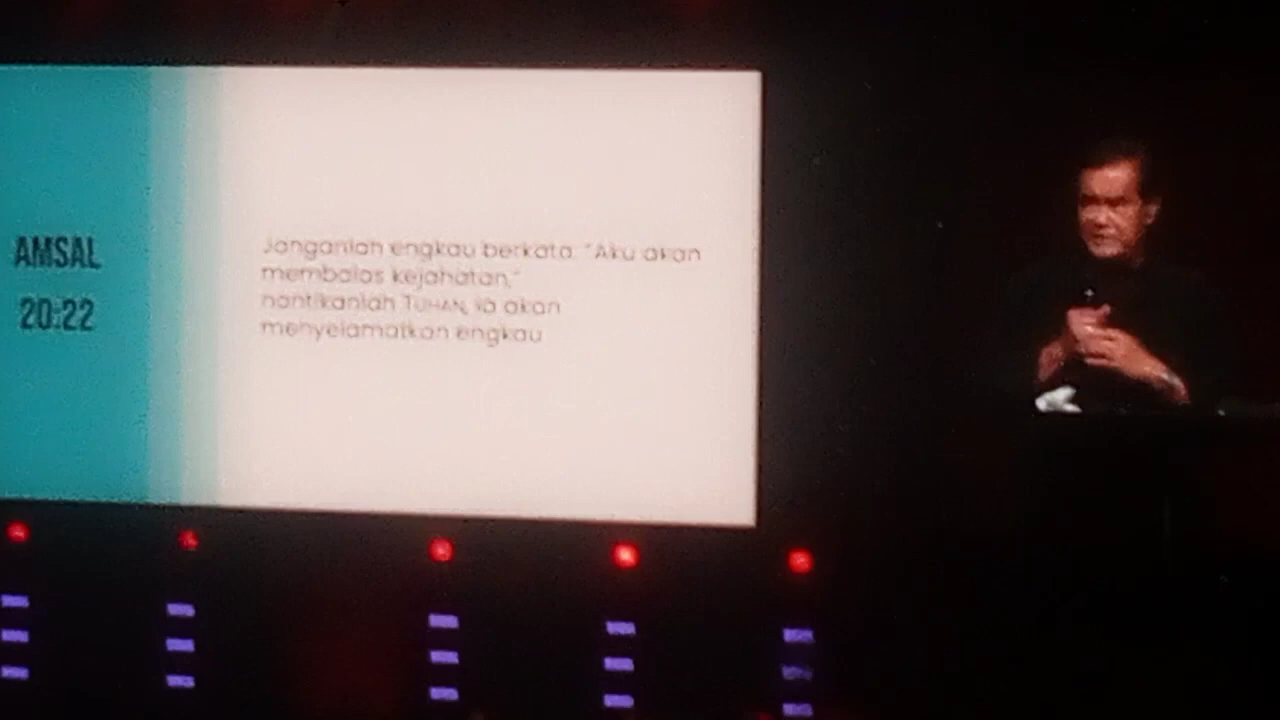 AMSAL
20:22
Janganlah engkau berkata: "Aku akan
membalas kejahatan,"
nantikanlah TUHAN, Ia akan
menyelamatkan engkau